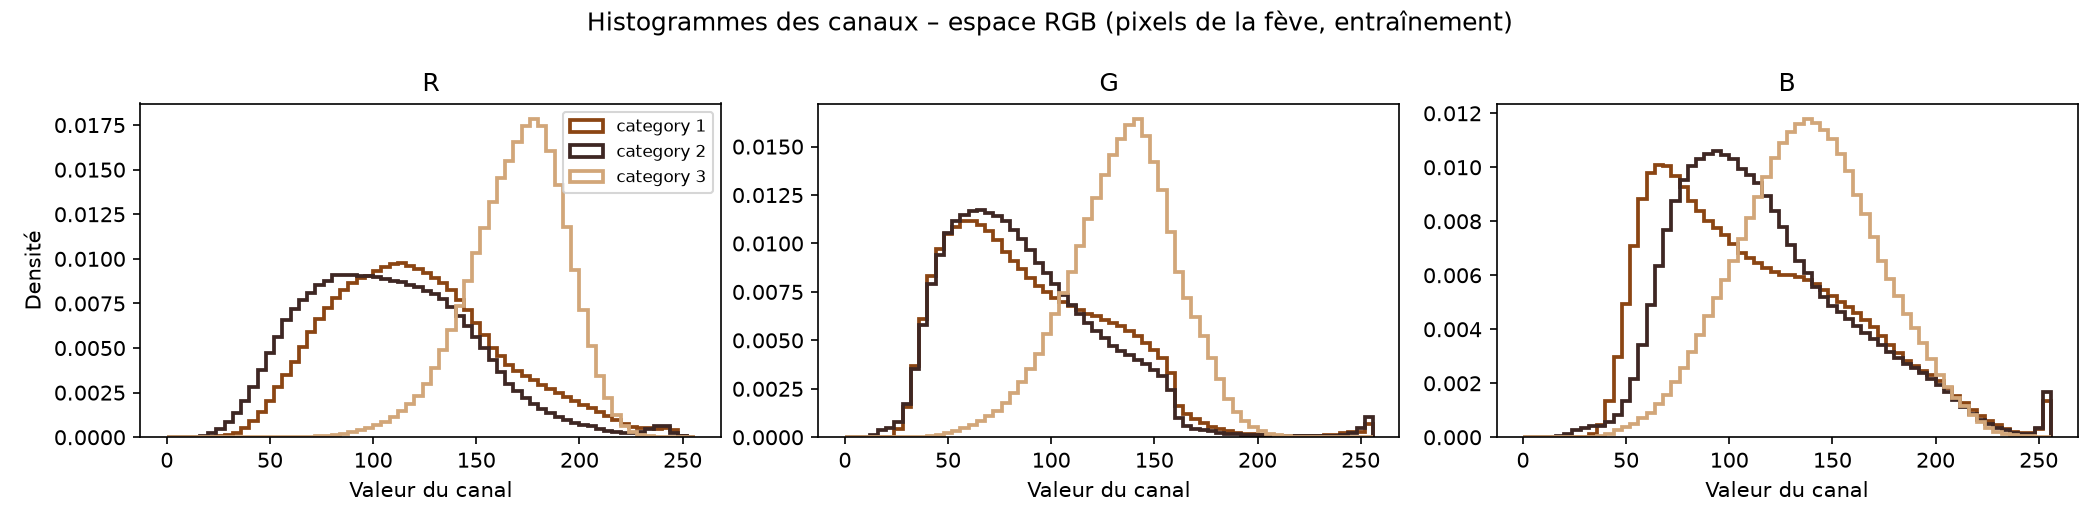 Histogrammes des canaux – espace RGB (pixels de la fève, entraînement)
R
G
B
Densité
0.0175
0.0150
0.0125
0.0100
0.0075
0.0050
0.0025
0.0000
category 1
category 2
category 3
0 50 100 150 200 250
Valeur du canal
0.0150
0.0125
0.0100
0.0075
0.0050
0.0025
0.0000
0 50 100 150 200 250
Valeur du canal
0.012
0.010
0.008
0.006
0.004
0.002
0.000
0 50 100 150 200 250
Valeur du canal